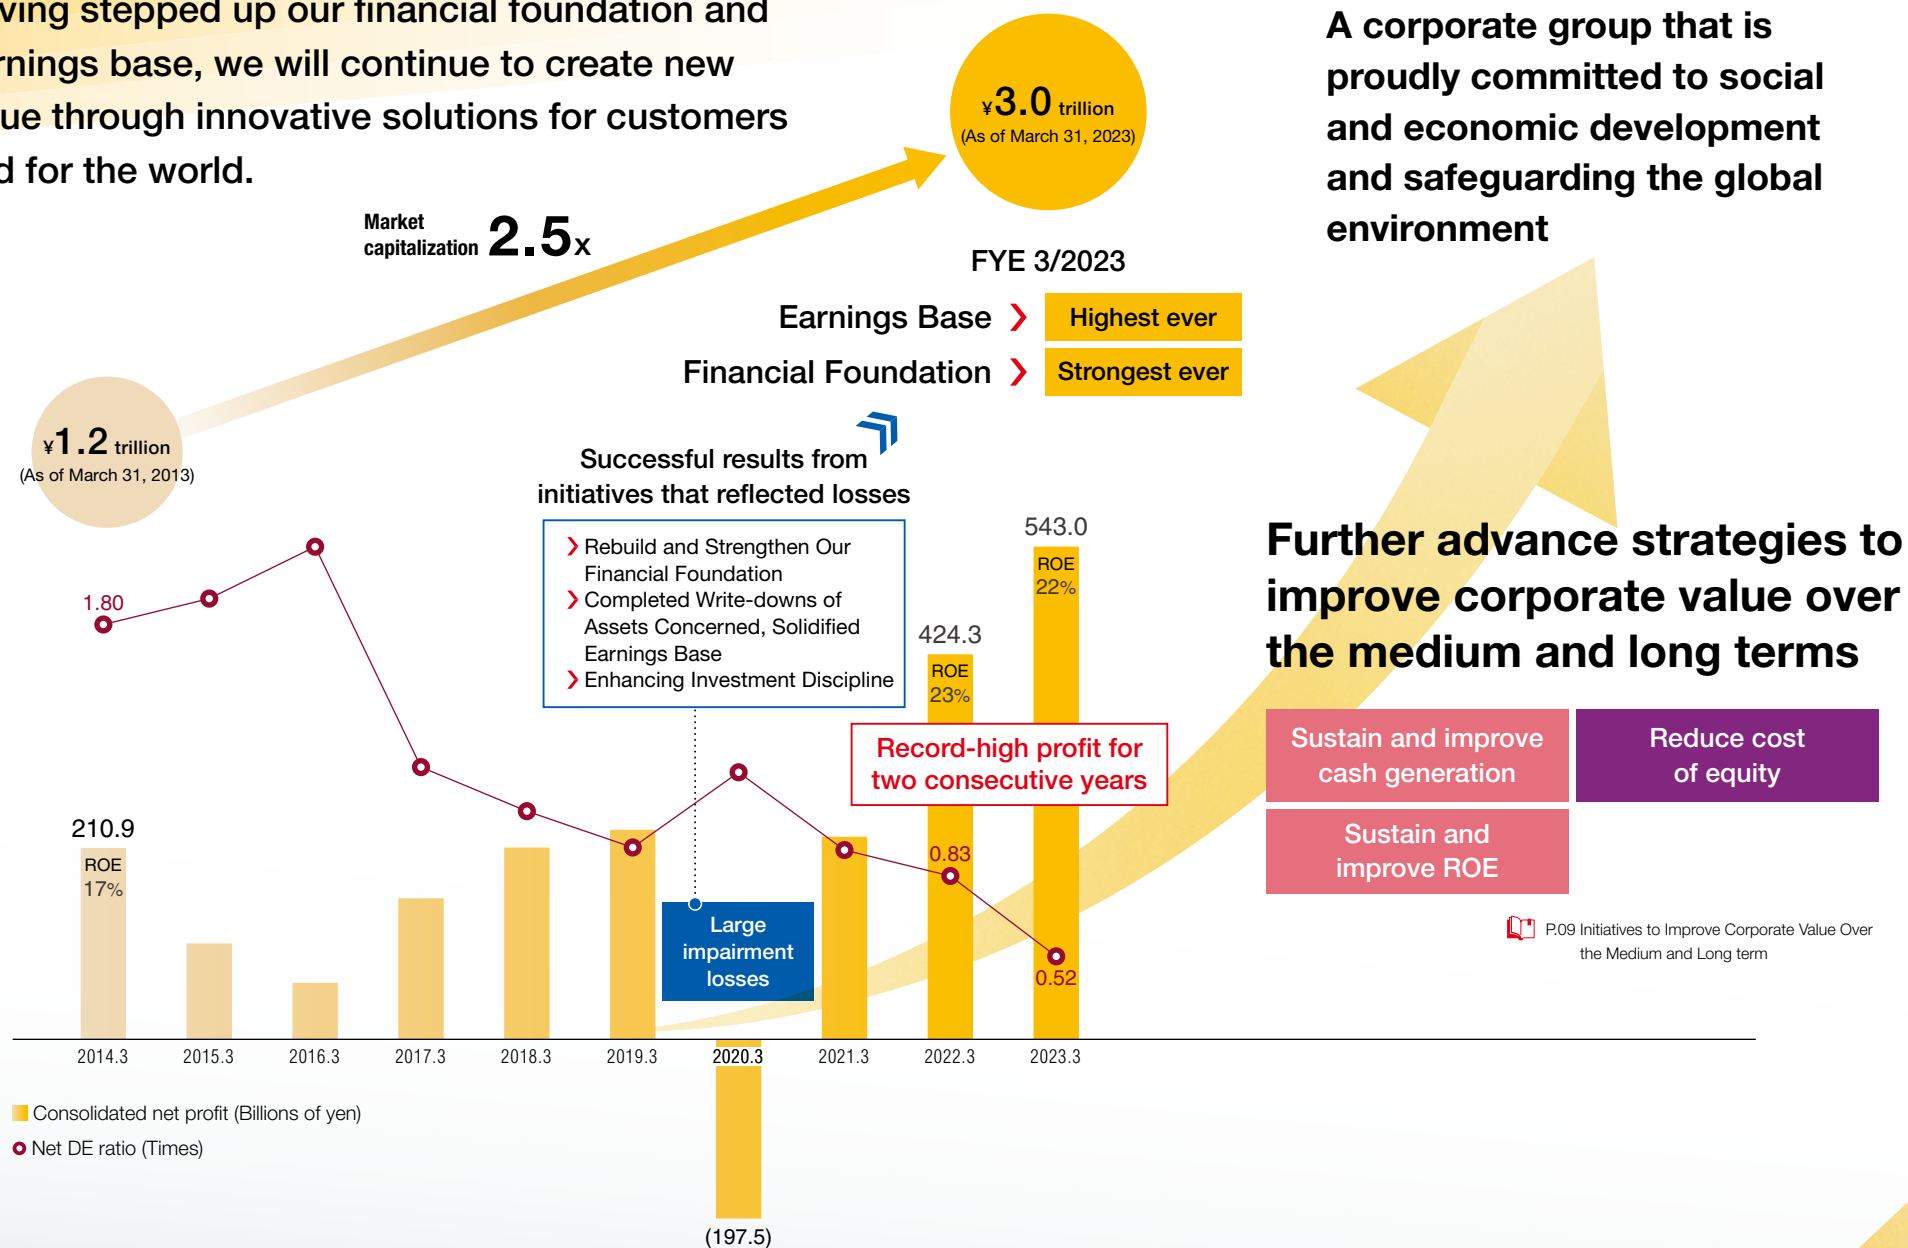 ving stepped up our financial foundation and
rnings base, we will continue to create new
ue through innovative solutions for customers
d for the world.
Market
capitalization 2.5x
¥3.0 trillion
(As of March 31, 2023)
¥1.2 trillion
(As of March 31, 2013)
FYE 3/2023
Earnings Base Highest ever
Financial Foundation Strongest ever
Successful results from
initiatives that reflected losses
Rebuild and Strengthen Our
Financial Foundation
Completed Write-downs of
Assets Concerned, Solidified
Earnings Base
Enhancing Investment Discipline
Large
impairment
losses
Record-high profit for
two consecutive years
1.80
0.83
0.52
210.9
ROE
17%
424.3
ROE
23%
543.0
ROE
22%
(197.5)
2014.3 2015.3 2016.3 2017.3 2018.3 2019.3 2020.3 2021.3 2022.3 2023.3
Consolidated net profit (Billions of yen)
Net DE ratio (Times)
A corporate group that is
proudly committed to social
and economic development
and safeguarding the global
environment
Further advance strategies to
improve corporate value over
the medium and long terms
Sustain and improve
cash generation
Reduce cost
of equity
Sustain and
improve ROE
P.09 Initiatives to Improve Corporate Value Over
the Medium and Long term